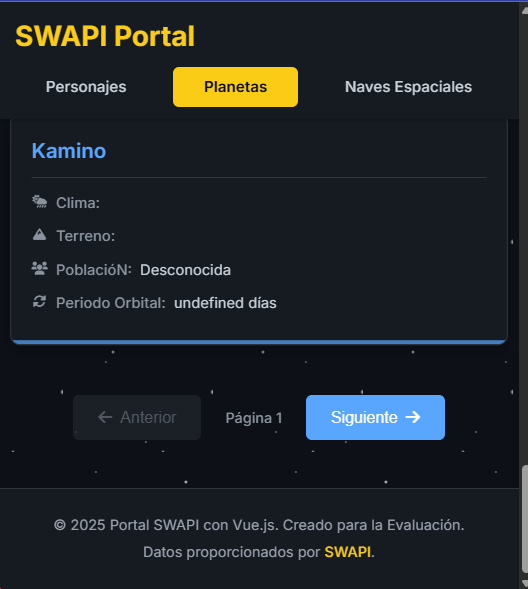 SWAPI Portal
Personjes
Planetas
Naves Espaciales
Kamino
Clima:
Terreno:
PoblacióN: Desconocida
Periodo Orbital: undefined días
Anterior
Página 1
Siguiente
© 2025 Portal SWAPI con Vue.js. Creado para la Evaluación.
Datos proporcionados por SWAPI.